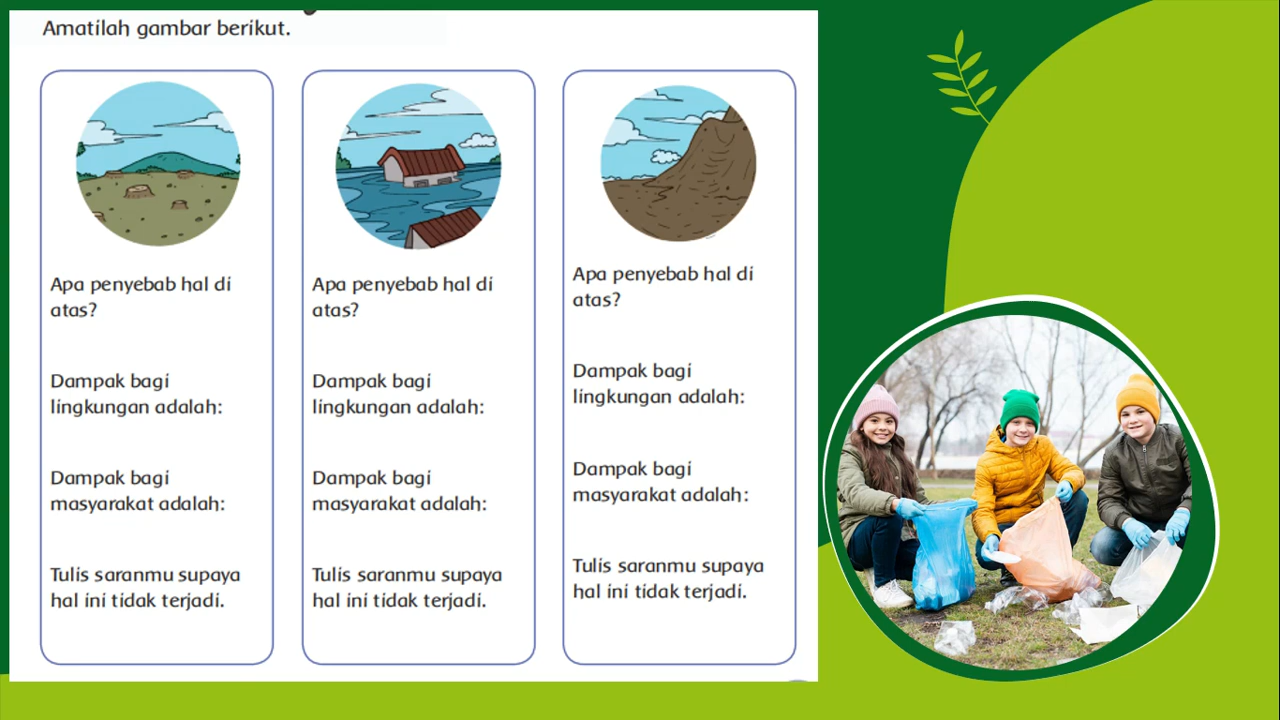 Amatilah gambar berikut.
Apa penyebab hal di
atas?
Dampak bagi
lingkungan adalah:
Dampak bagi
masyarakat adalah:
Tulis saranmu supaya
hal ini tidak terjadi.
Apa penyebab hal di
atas?
Dampak bagi
lingkungan adalah:
Dampak bagi
masyarakat adalah:
Tulis saranmu supaya
hal ini tidak terjadi.
Apa penyebab hal di
atas?
Dampak bagi
lingkungan adalah:
Dampak bagi
masyarakat adalah:
Tulis saranmu supaya
hal ini tidak terjadi.